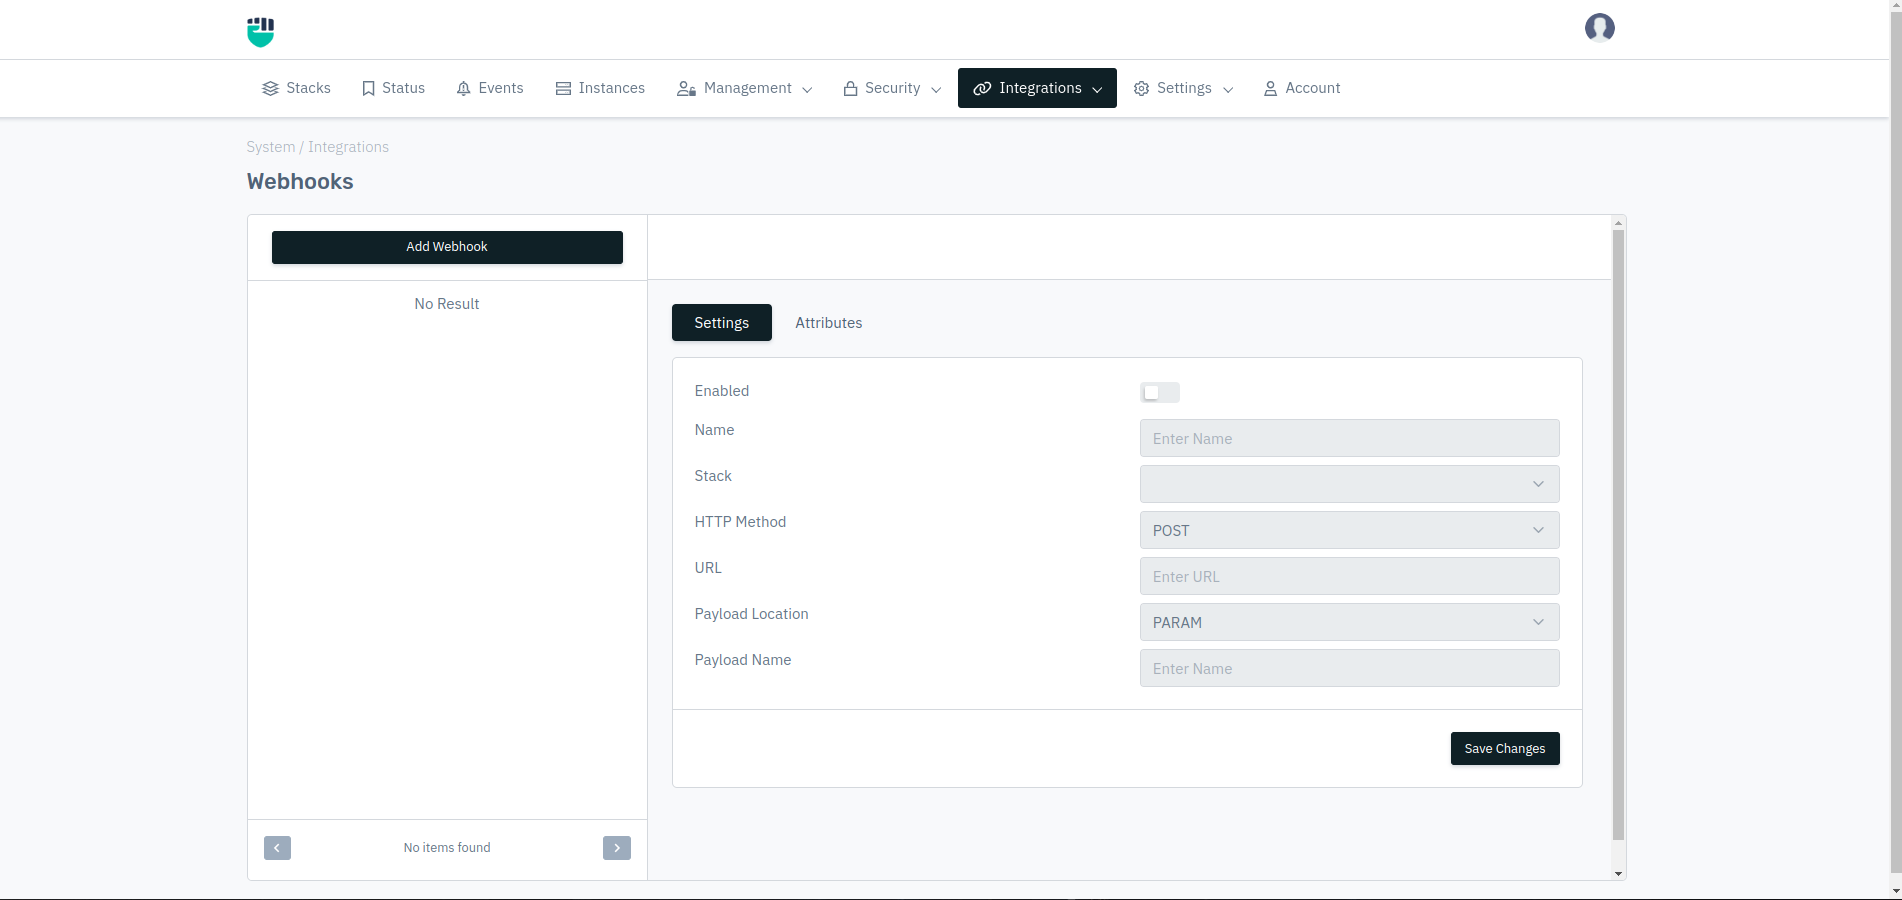 Stacks
Status
Events
Instances
Management
Security
Integrations
Settings
Account
System / Integrations
Webhooks
Add Webhook
No Result
No items found
Settings
Attributes
Enabled
Name
Enter Name
Stack
HTTP Method
POST
URL
Enter URL
Payload Location
PARAM
Payload Name
Enter Name
Save Changes